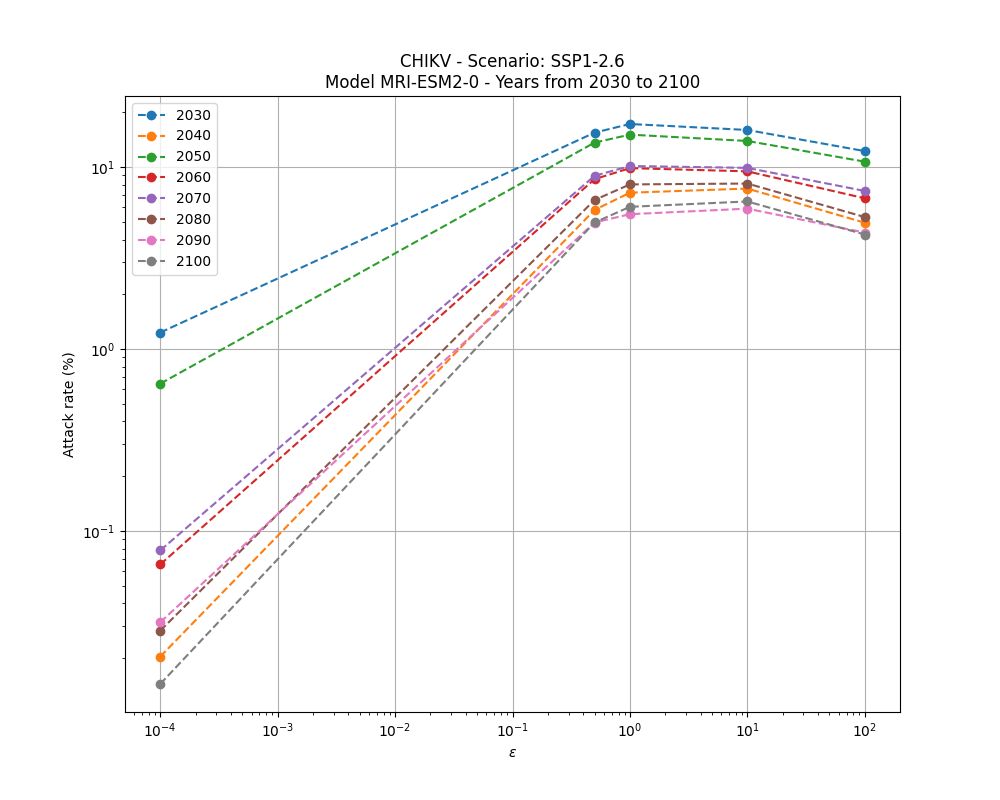 CHIKV - Scenario: SSP1-2.6
Model MRI-ESM2-0 - Years from 2030 to 2100
2030
2040
2050
2060
2070
2080
2090
2100
Attack rate (%)
10¹
10⁰
10⁻¹
10⁻⁴ 10⁻³ 10⁻² 10⁻¹ 10⁰ 10¹ 10²
ε